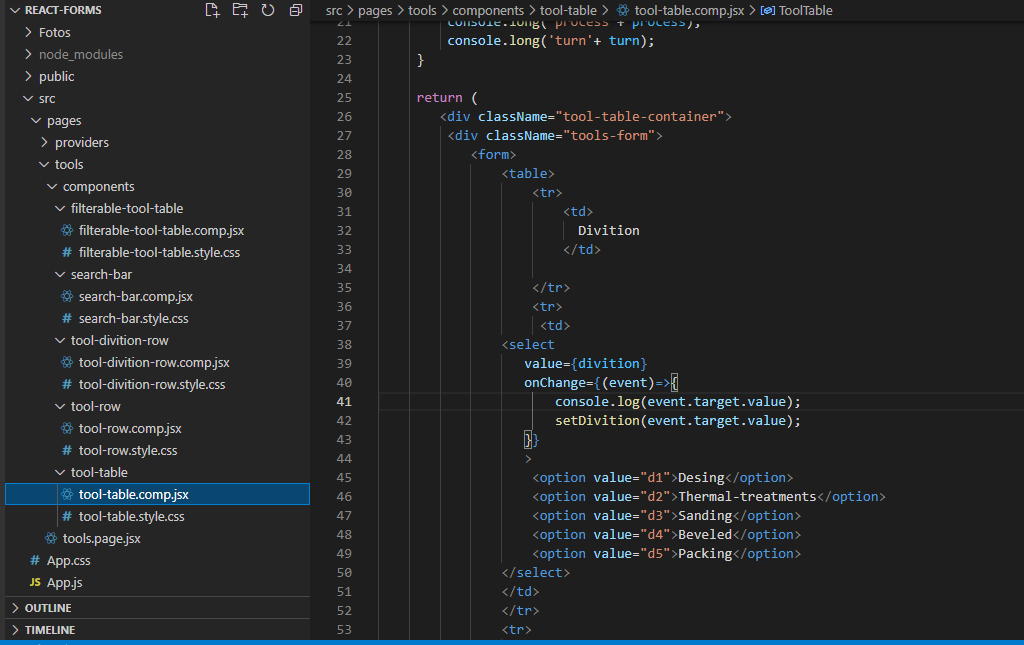 REACT-FORMS
Fotos
node_modules
public
src
pages
providers
tools
components
filterable-tool-table
filterable-tool-table.comp.jsx
# filterable-tool-table.style.css
search-bar
search-bar.comp.jsx
# search-bar.style.css
tool-divition-row
tool-divition-row.comp.jsx
# tool-divition-row.style.css
tool-row
tool-row.comp.jsx
# tool-row.style.css
tool-table
tool-table.comp.jsx
# tool-table.style.css
tools.page.jsx
# App.css
JS App.js
OUTLINE
TIMELINE
src > pages > tools > components > tool-table > tool-table.comp.jsx > ToolTable
21 console.long('process'+ process);
22 console.long('turn'+ turn);
23 }
24
25 return (
26 <div className="tool-table-container">
27 <div className="tools-form">
28 <form>
29 <table>
30 <tr>
31 <td>
32 Divition
33 </td>
34
35 </tr>
36 <tr>
37 <td>
38 <select
39 value={divition}
40 onChange={(event)=>{
41 console.log(event.target.value);
42 setDivition(event.target.value);
43 }}
44 >
45 <option value="d1">Desing</option>
46 <option value="d2">Thermal-treatments</option>
47 <option value="d3">Sanding</option>
48 <option value="d4">Beveled</option>
49 <option value="d5">Packing</option>
50 </select>
51 </td>
52 </tr>
53 <tr>